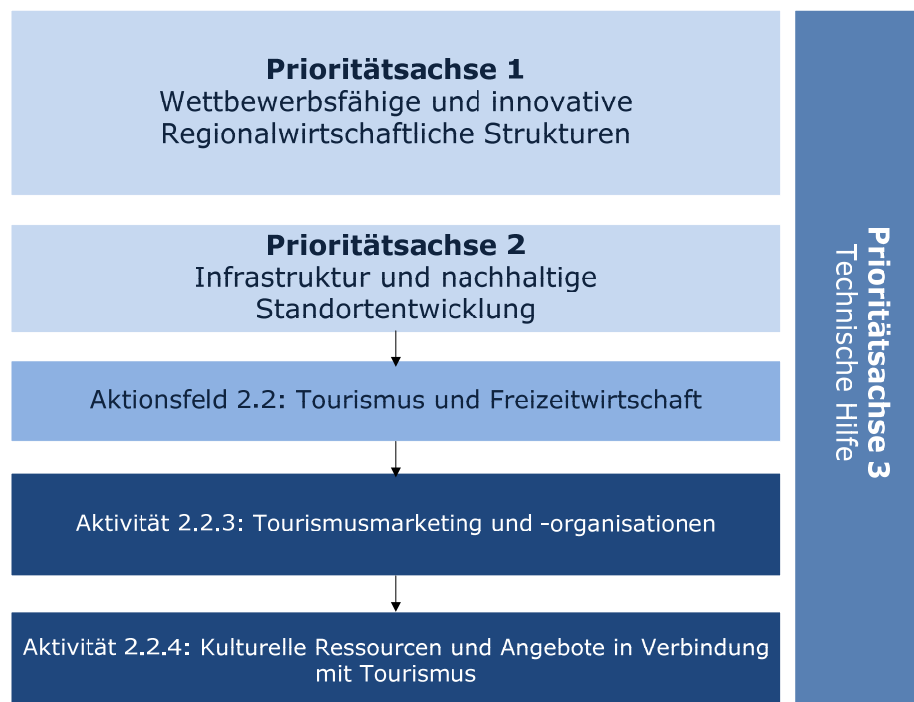 Prioritätsachse 1
Wettbewerbsfähige und innovative
Regionalwirtschaftliche Strukturen
Prioritätsachse 2
Infrastruktur und nachhaltige
Standortentwicklung
Aktionsfeld 2.2: Tourismus und Freizeitwirtschaft
Aktivität 2.2.3: Tourismusmarketing und -organisationen
Aktivität 2.2.4: Kulturelle Ressourcen und Angebote in Verbindung
mit Tourismus
Prioritätsachse 3
Technische Hilfe